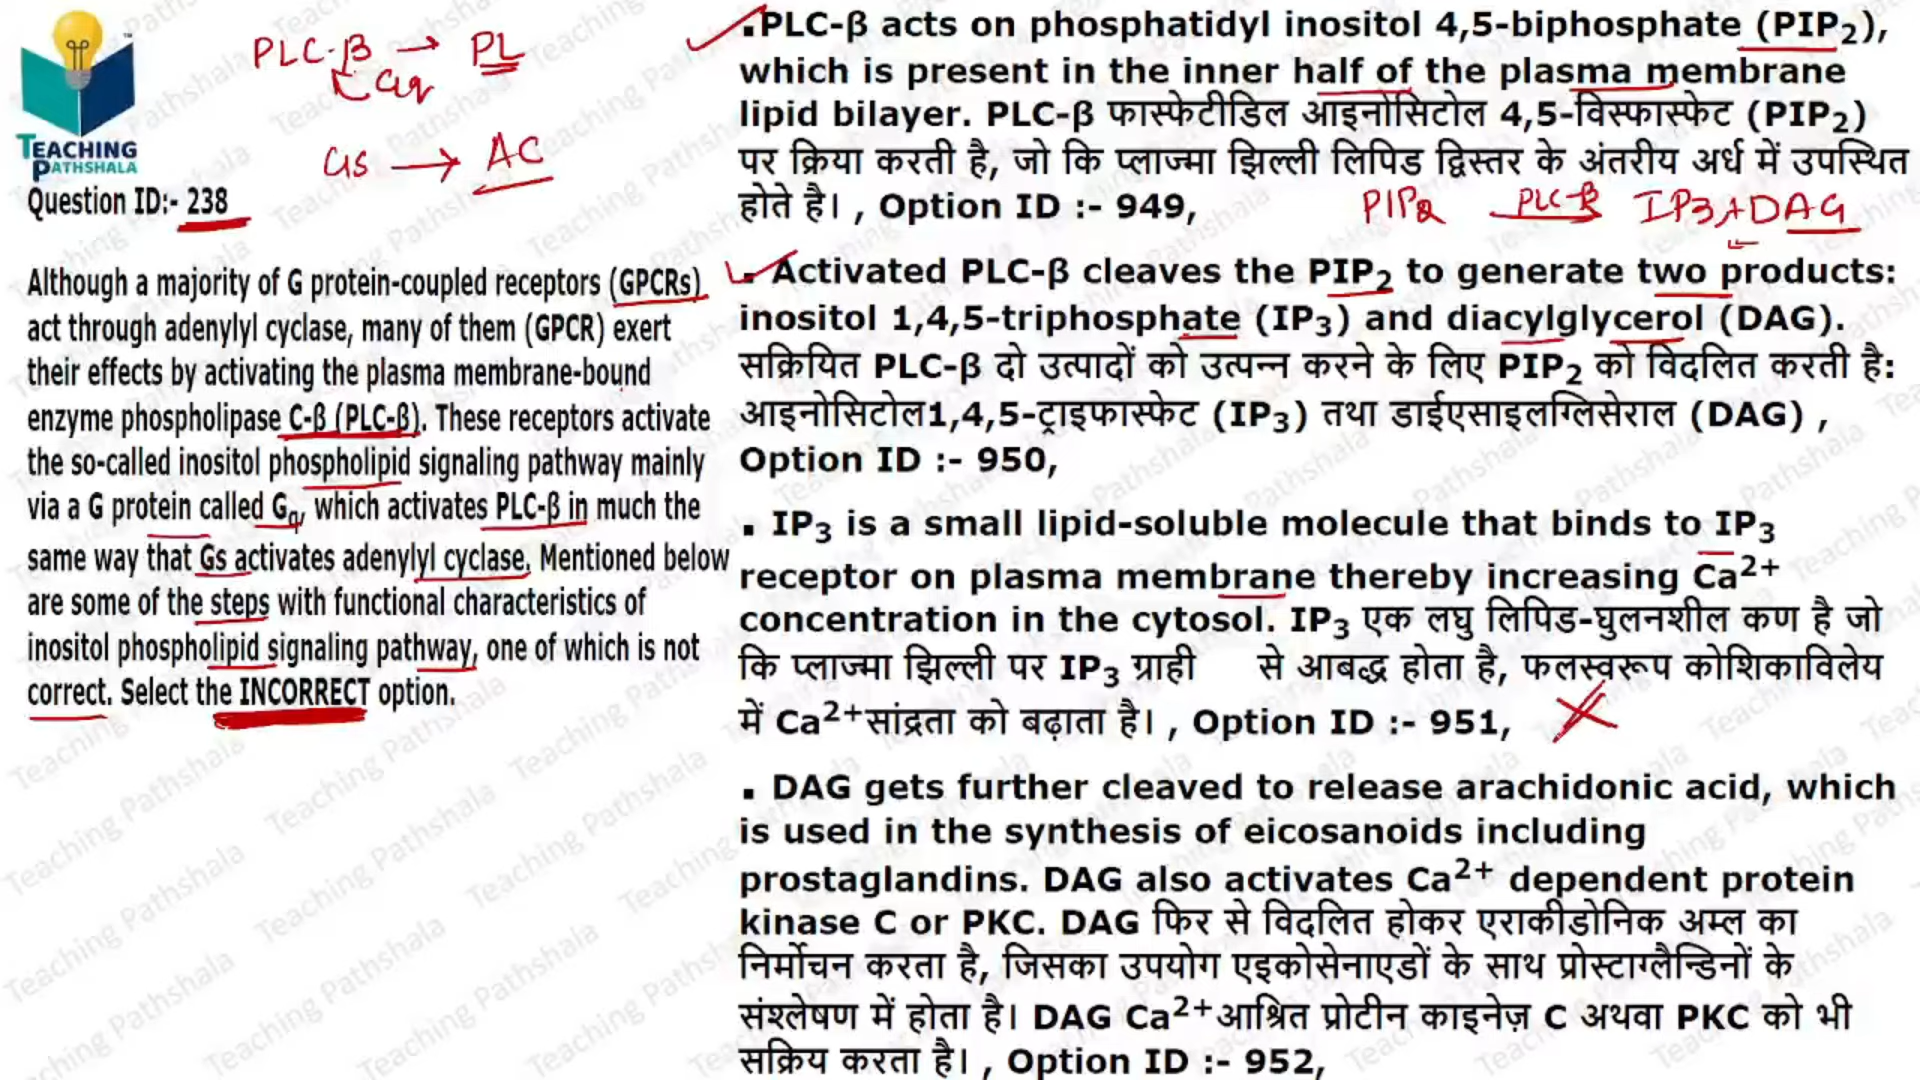 TEACHING
PATHSHALA
PLC-β → PL
Gq
Gs → AC
Question ID:- 238
Although a majority of G protein-coupled receptors (GPCRs)
act through adenylyl cyclase, many of them (GPCR) exert
their effects by activating the plasma membrane-bound
enzyme phospholipase C-β (PLC-β). These receptors activate
the so-called inositol phospholipid signaling pathway mainly
via a G protein called Gq, which activates PLC-β in much the
same way that Gs activates adenylyl cyclase. Mentioned below
are some of the steps with functional characteristics of
inositol phospholipid signaling pathway, one of which is not
correct. Select the INCORRECT option.
▪PLC-β acts on phosphatidyl inositol 4,5-biphosphate (PIP₂),
which is present in the inner half of the plasma membrane
lipid bilayer. PLC-β फास्फेटीडिल आइनोसिटोल 4,5-विस्फास्फेट (PIP₂)
पर क्रिया करती है, जो कि प्लाज्मा झिल्ली लिपिड द्विस्तर के अंतरीय अर्ध में उपस्थित
होते है। , Option ID :- 949,
PIP₂ PLC-β IP3+DAG
▪ Activated PLC-β cleaves the PIP₂ to generate two products:
inositol 1,4,5-triphosphate (IP₃) and diacylglycerol (DAG).
सक्रियित PLC-β दो उत्पादों को उत्पन्न करने के लिए PIP₂ को विदलित करती है:
आइनोसिटोल1,4,5-ट्राइफास्फेट (IP₃) तथा डाईएसाइलग्लिसेराल (DAG) ,
Option ID :- 950,
▪ IP₃ is a small lipid-soluble molecule that binds to IP₃
receptor on plasma membrane thereby increasing Ca²⁺
concentration in the cytosol. IP₃ एक लघु लिपिड-घुलनशील कण है जो
कि प्लाज्मा झिल्ली पर IP₃ ग्राही से आबद्ध होता है, फलस्वरूप कोशिकाविलेय
में Ca²⁺सांद्रता को बढ़ाता है। , Option ID :- 951,
▪ DAG gets further cleaved to release arachidonic acid, which
is used in the synthesis of eicosanoids including
prostaglandins. DAG also activates Ca²⁺ dependent protein
kinase C or PKC. DAG फिर से विदलित होकर एराकीडोनिक अम्ल का
निर्मोचन करता है, जिसका उपयोग एइकोसेनाएडों के साथ प्रोस्टाग्लैन्डिनों के
संश्लेषण में होता है। DAG Ca²⁺आश्रित प्रोटीन काइनेज़ C अथवा PKC को भी
सक्रिय करता है। , Option ID :- 952,